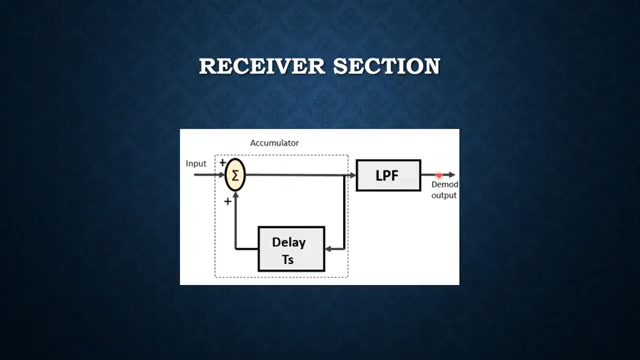 RECEIVER SECTION
Accumulator
Input
+
Σ
LPF
Demod
output
+
Delay
Ts